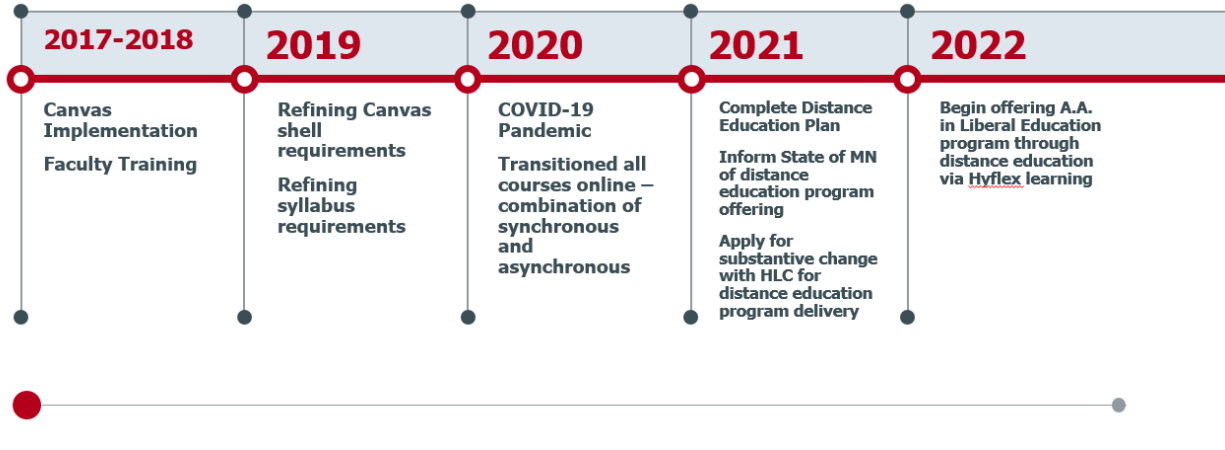 2017-2018
Canvas
Implementation
Faculty Training
2019
Refining Canvas
shell
requirements
Refining
syllabus
requirements
2020
COVID-19
Pandemic
Transitioned all
courses online –
combination of
synchronous
and
asynchronous
2021
Complete Distance
Education Plan
Inform State of MN
of distance
education program
offering
Apply for
substantive change
with HLC for
distance education
program delivery
2022
Begin offering A.A.
in Liberal Education
program through
distance education
via Hyflex learning